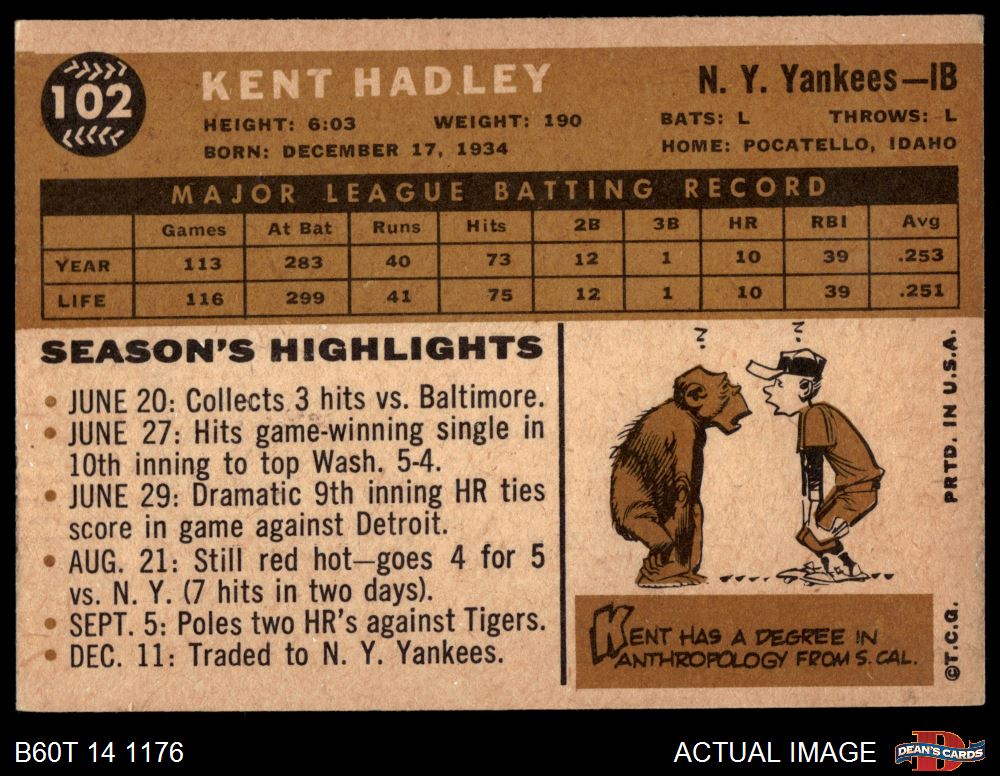 102
KENT HADLEY
N. Y. Yankees—IB
HEIGHT: 6:03 WEIGHT: 190 BATS: L THROWS: L
BORN: DECEMBER 17, 1934 HOME: POCATELLO, IDAHO
MAJOR LEAGUE BATTING RECORD
Games At Bat Runs Hits 2B 3B HR RBI Avg
YEAR 113 283 40 73 12 1 10 39 .253
LIFE 116 299 41 75 12 1 10 39 .251
SEASON'S HIGHLIGHTS
• JUNE 20: Collects 3 hits vs. Baltimore.
• JUNE 27: Hits game-winning single in
10th inning to top Wash. 5-4.
• JUNE 29: Dramatic 9th inning HR ties
score in game against Detroit.
• AUG. 21: Still red hot—goes 4 for 5
vs. N. Y. (7 hits in two days).
• SEPT. 5: Poles two HR's against Tigers.
• DEC. 11: Traded to N. Y. Yankees.
? ?
KENT HAS A DEGREE IN
ANTHROPOLOGY FROM S. CAL.
©T.C.G. PRTD. IN U.S.A.
B60T 14 1176
ACTUAL IMAGE
DEAN'S CARDS